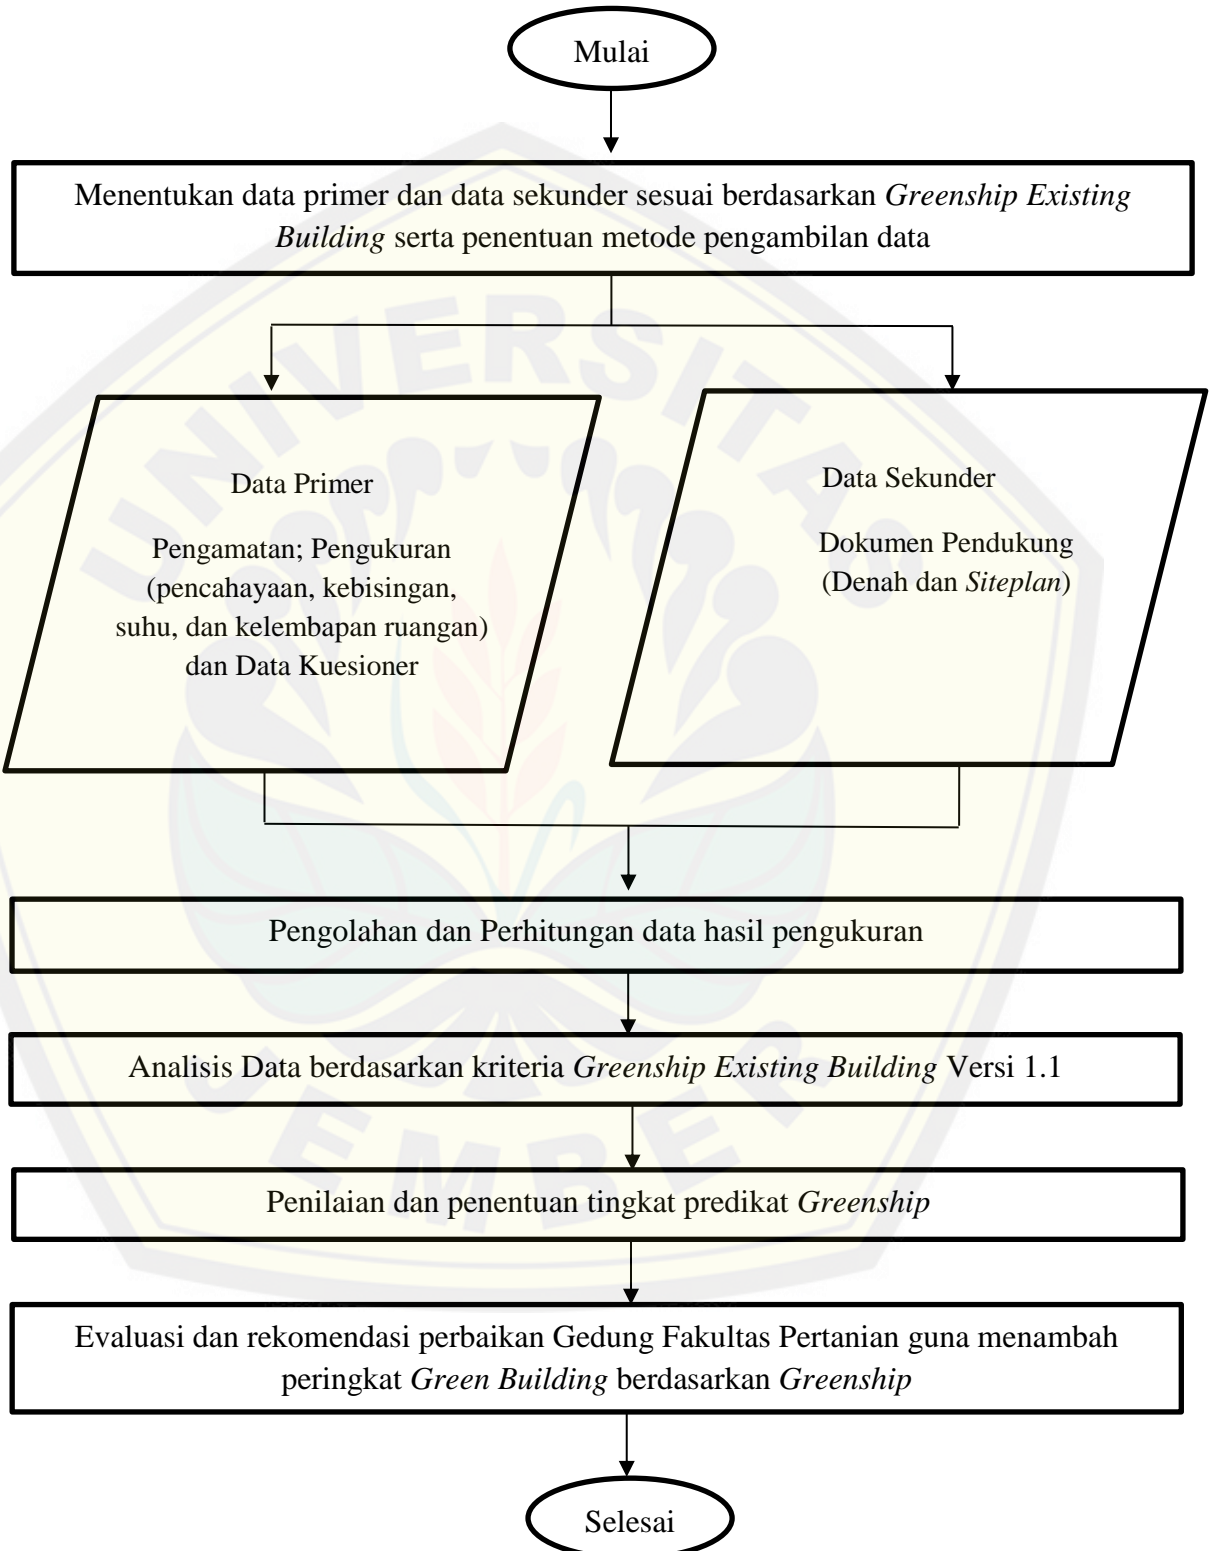 Mulai
Menentukan data primer dan data sekunder sesuai berdasarkan Greenship Existing
Building serta penentuan metode pengambilan data
Data Primer
Pengamatan; Pengukuran
(pencahayaan, kebisingan,
suhu, dan kelembapan ruangan)
dan Data Kuesioner
Data Sekunder
Dokumen Pendukung
(Denah dan Siteplan)
Pengolahan dan Perhitungan data hasil pengukuran
Analisis Data berdasarkan kriteria Greenship Existing Building Versi 1.1
Penilaian dan penentuan tingkat predikat Greenship
Evaluasi dan rekomendasi perbaikan Gedung Fakultas Pertanian guna menambah
peringkat Green Building berdasarkan Greenship
Selesai
UNIVERSITAS
JEMBER